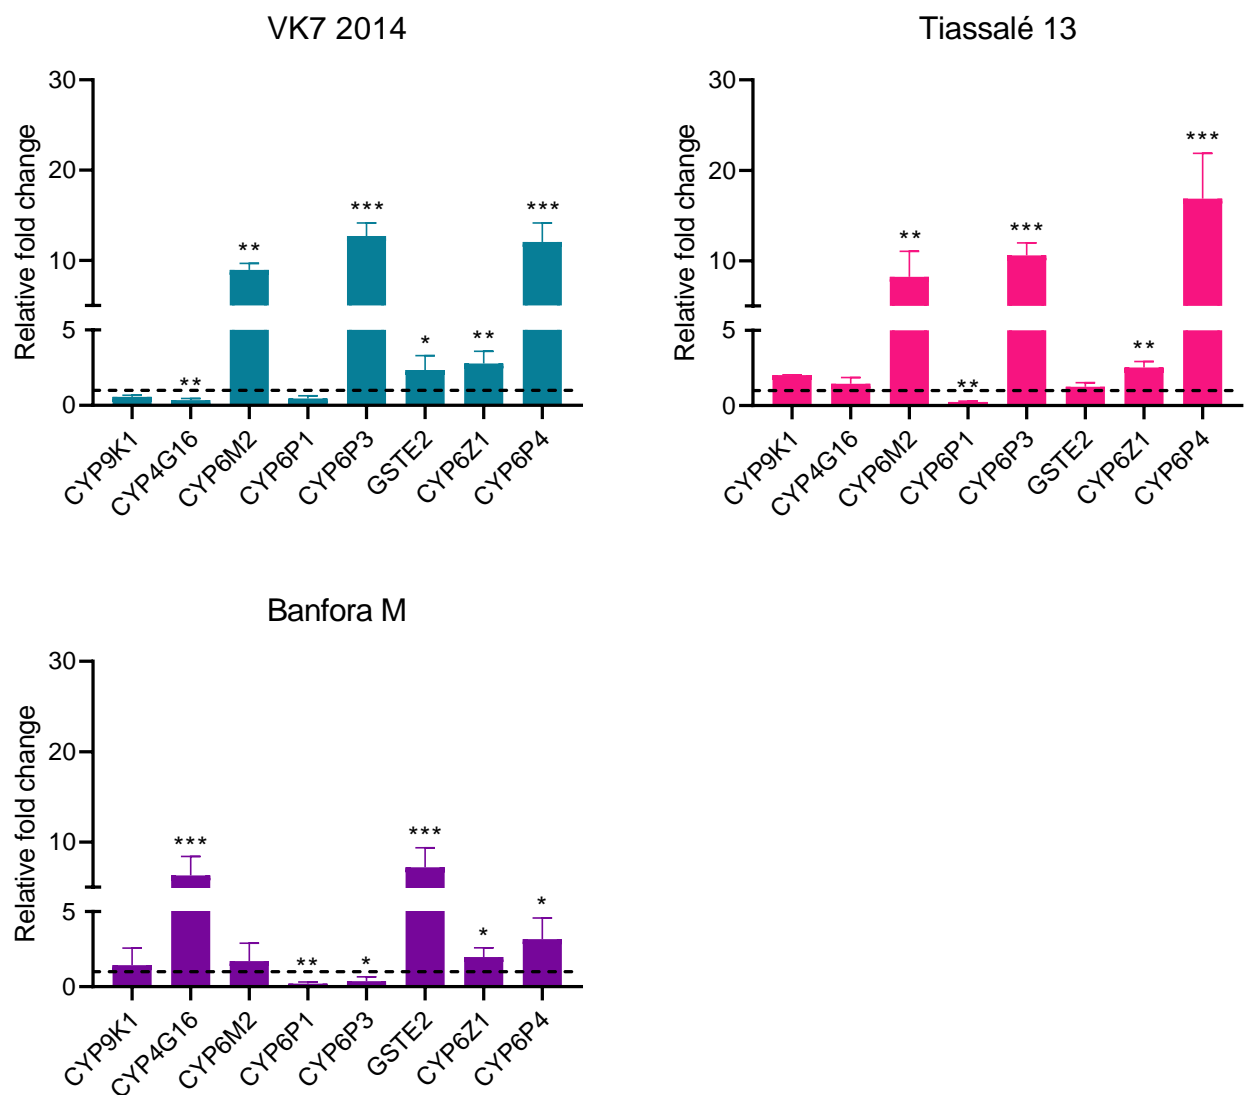 VK7 2014
Relative fold change
30
20
10
5
0
**
**
***
*
**
***
CYP9K1
CYP4G16
CYP6M2
CYP6P1
CYP6P3
GSTE2
CYP6Z1
CYP6P4
Tiassalé 13
Relative fold change
30
20
10
5
0
**
**
***
**
***
CYP9K1
CYP4G16
CYP6M2
CYP6P1
CYP6P3
GSTE2
CYP6Z1
CYP6P4
Banfora M
Relative fold change
30
20
10
5
0
***
**
*
***
*
*
CYP9K1
CYP4G16
CYP6M2
CYP6P1
CYP6P3
GSTE2
CYP6Z1
CYP6P4